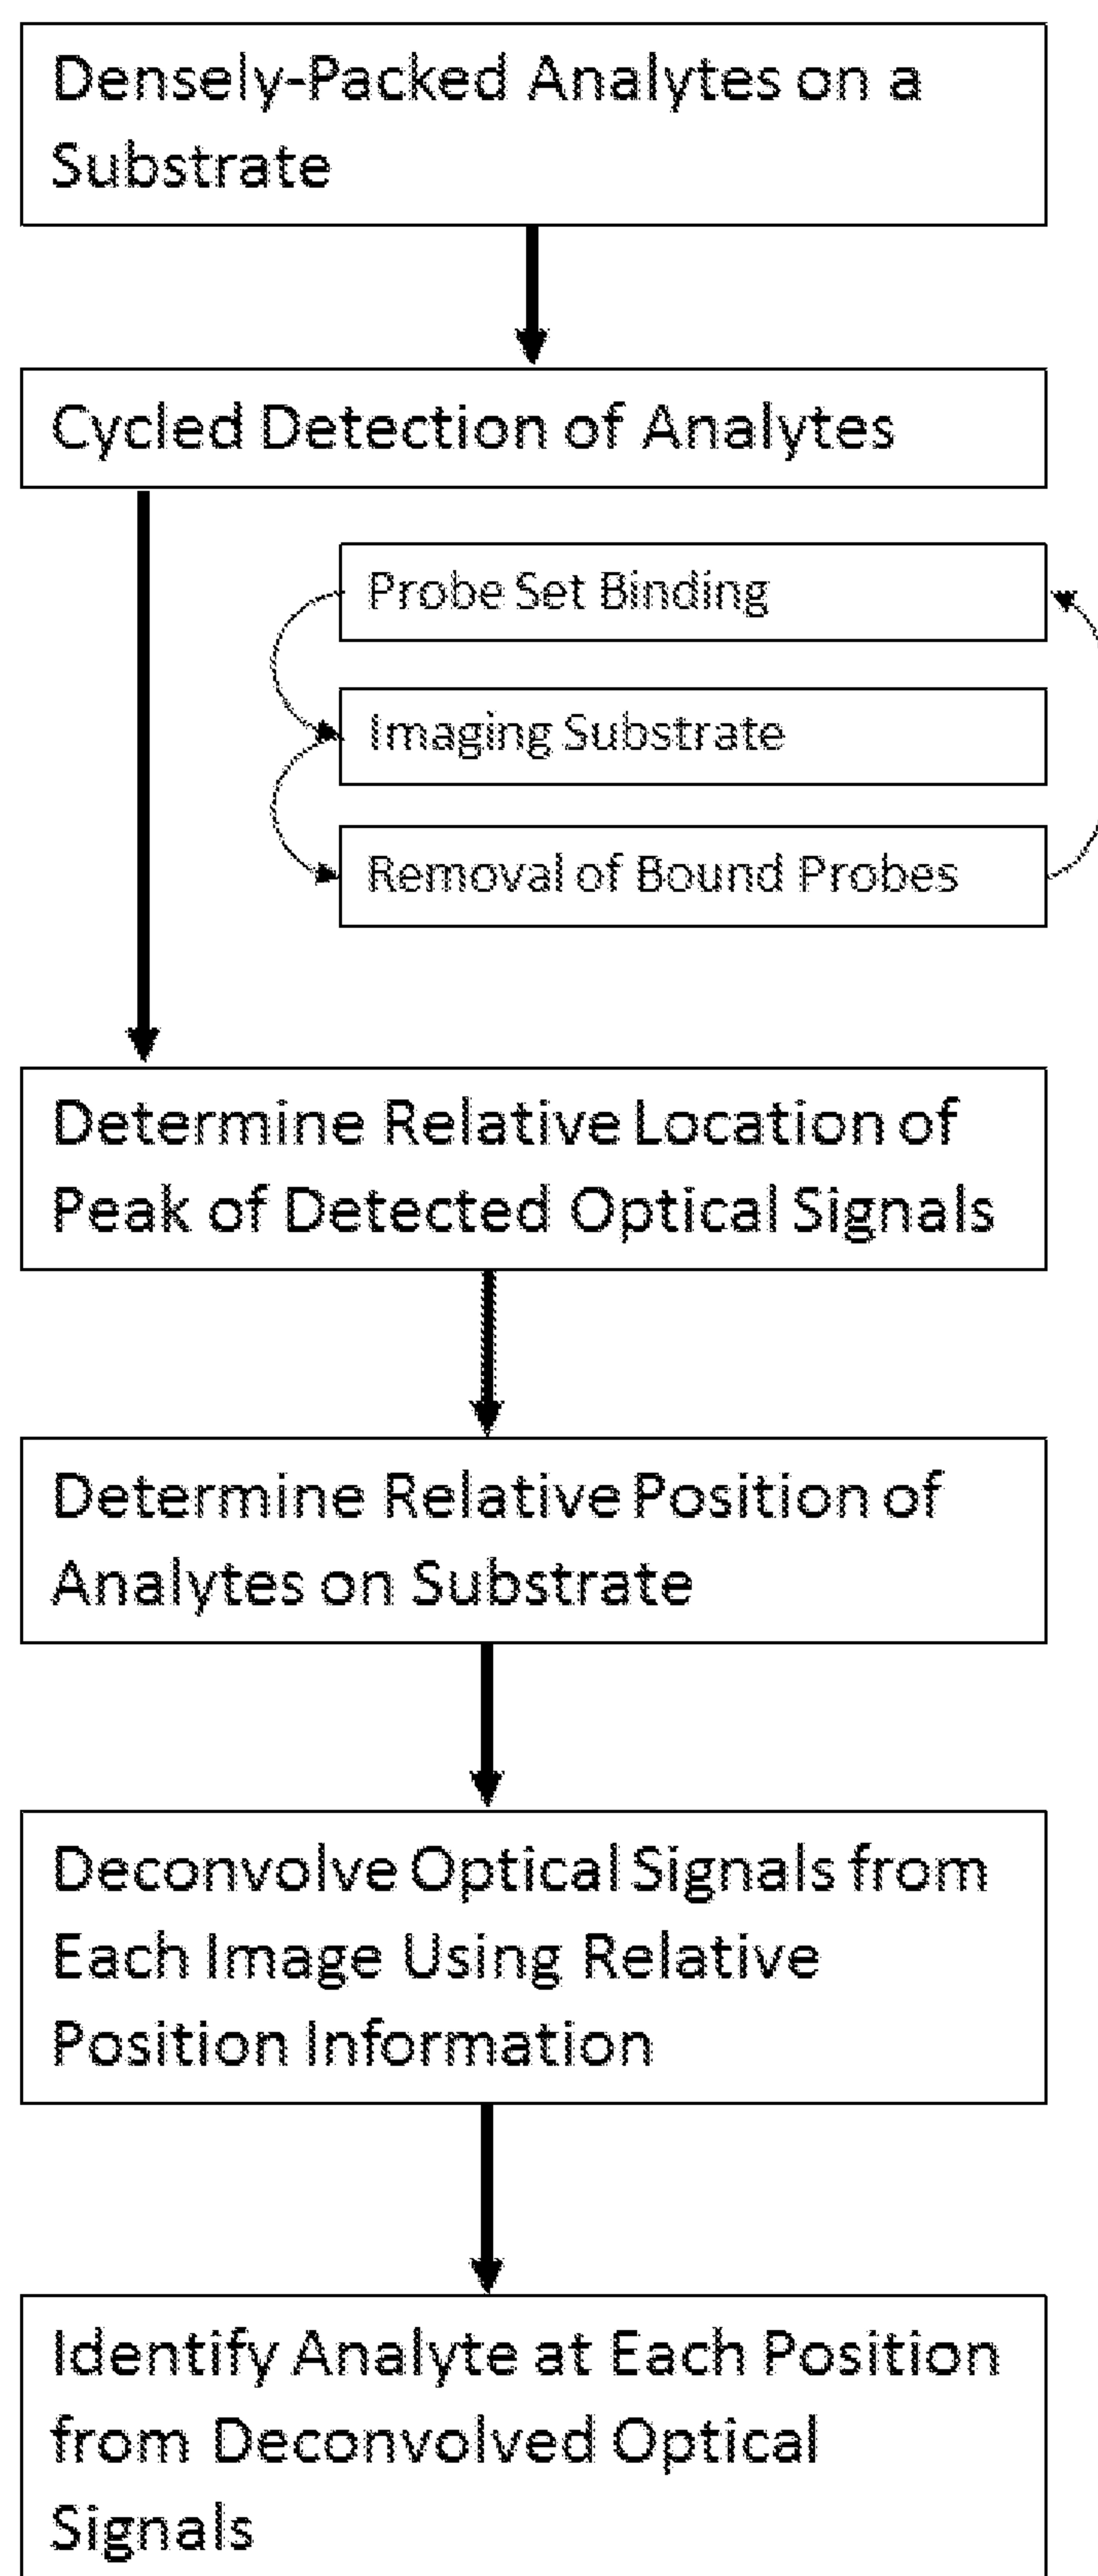 Densely-Packed Analytes on a
Substrate
Cycled Detection of Analytes
Probe Set Binding
Imaging Substrate
Removal of Bound Probes
Determine Relative Location of
Peak of Detected Optical Signals
Determine Relative Position of
Analytes on Substrate
Deconvolve Optical Signals from
Each Image Using Relative
Position Information
Identify Analyte at Each Position
from Deconvolved Optical
Signals